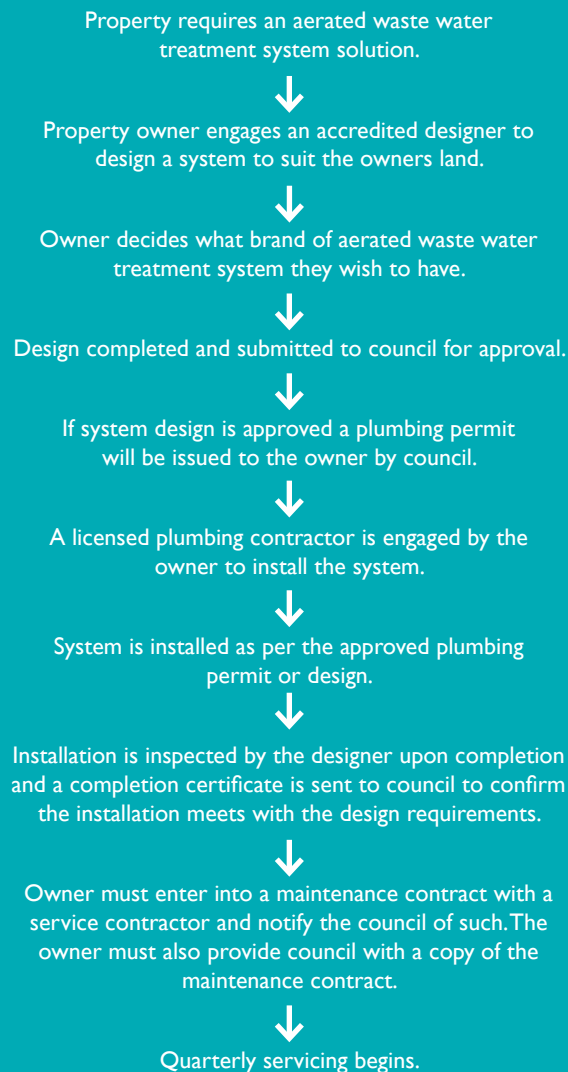 Property requires an aerated waste water
treatment system solution.
Property owner engages an accredited designer to
design a system to suit the owners land.
Owner decides what brand of aerated waste water
treatment system they wish to have.
Design completed and submitted to council for approval.
If system design is approved a plumbing permit
will be issued to the owner by council.
A licensed plumbing contractor is engaged by the
owner to install the system.
System is installed as per the approved plumbing
permit or design.
Installation is inspected by the designer upon completion
and a completion certificate is sent to council to confirm
the installation meets with the design requirements.
Owner must enter into a maintenance contract with a
service contractor and notify the council of such. The
owner must also provide council with a copy of the
maintenance contract.
Quarterly servicing begins.